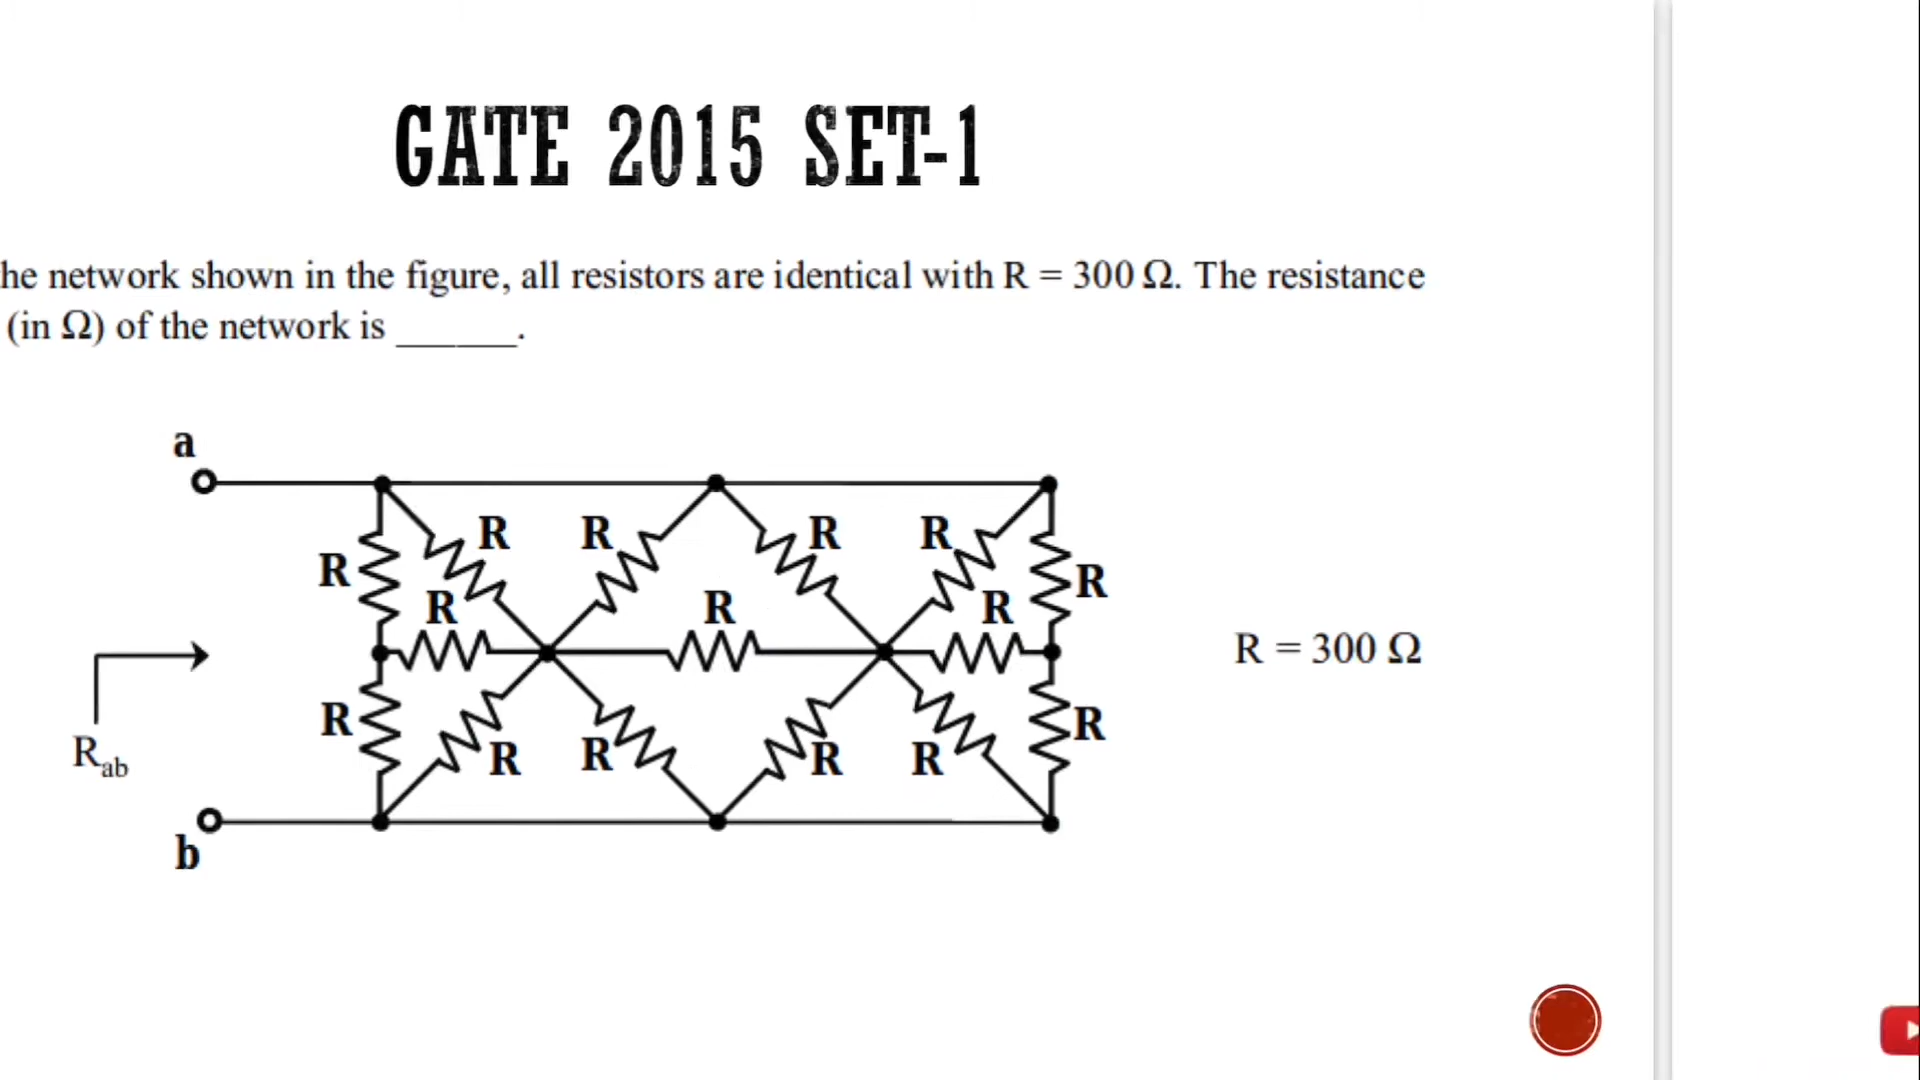 GATE 2015 SET-1
he network shown in the figure, all resistors are identical with R = 300 Ω. The resistance
(in Ω) of the network is ______.
a
R R R R
R R
R R R
R = 300 Ω
R R
Rab
R R R R
b